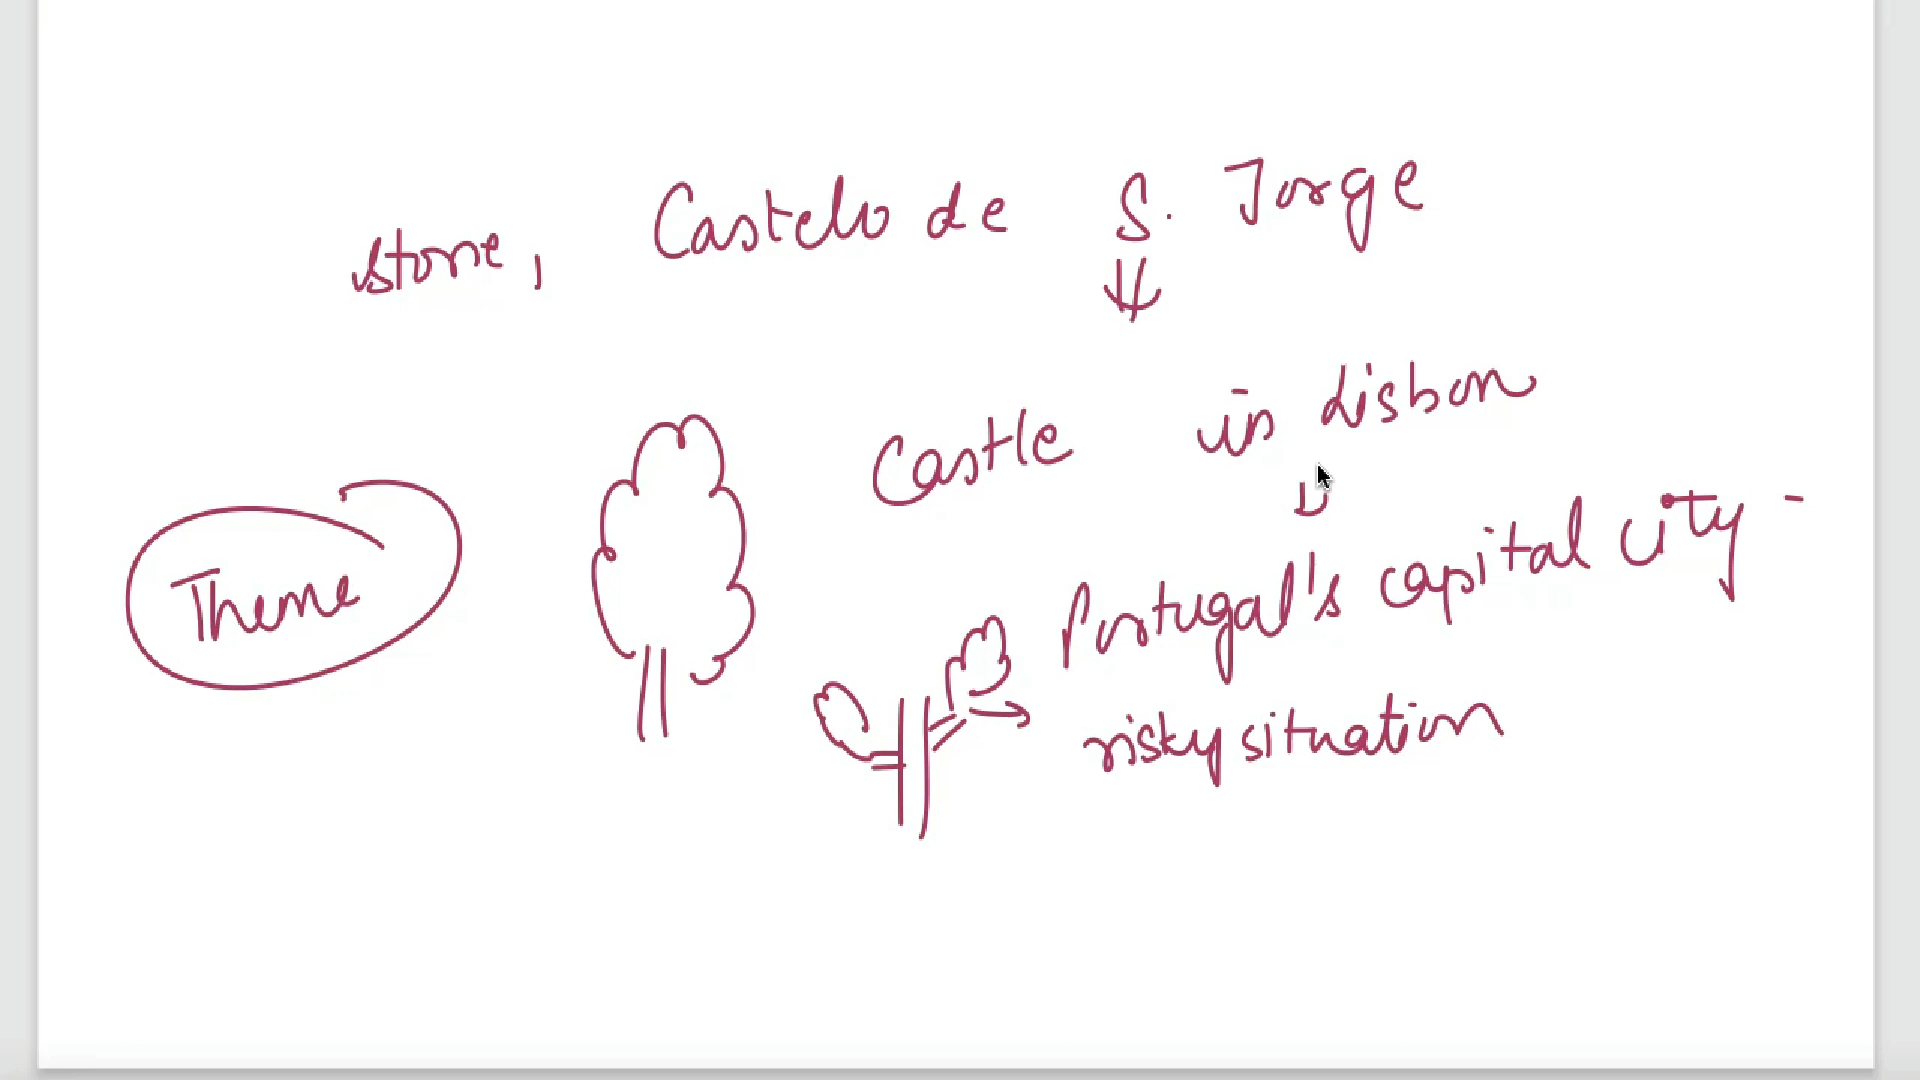 stone, Castelo de S. Jorge
Castle in Lisbon
Theme
Portugal's capital city -
risky situation